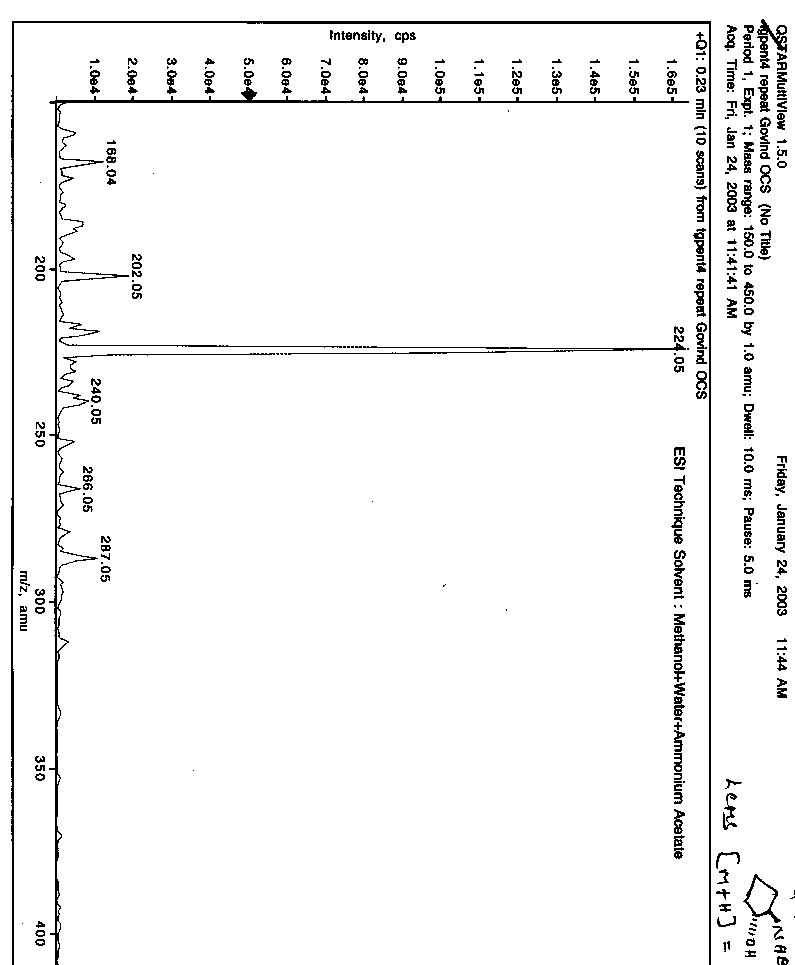 QSTARMultiView 1.5.0 Friday, January 24, 2003 11:44 AM
tgpent4 repeat Govind OCS (No Title)
Period 1, Expt. 1; Mass range: 150.0 to 450.0 by 1.0 amu; Dwell: 10.0 ms; Pause: 5.0 ms
Acq. Time: Fri, Jan 24, 2003 at 11:41:41 AM
+Q1: 0.23 min (10 scans) from tgpent4 repeat Govind OCS
ESI Technique Solvent : Methanol+Water+Ammonium Acetate
OH
LCMS [M+H] =
1.6e5
1.5e5
1.4e5
1.3e5
1.2e5
1.1e5
1.0e5
9.0e4
8.0e4
7.0e4
6.0e4
5.0e4
4.0e4
3.0e4
2.0e4
1.0e4
Intensity, cps
168.04
202.05
224.05
240.05
266.05
287.05
200
250
300
350
400
m/z, amu